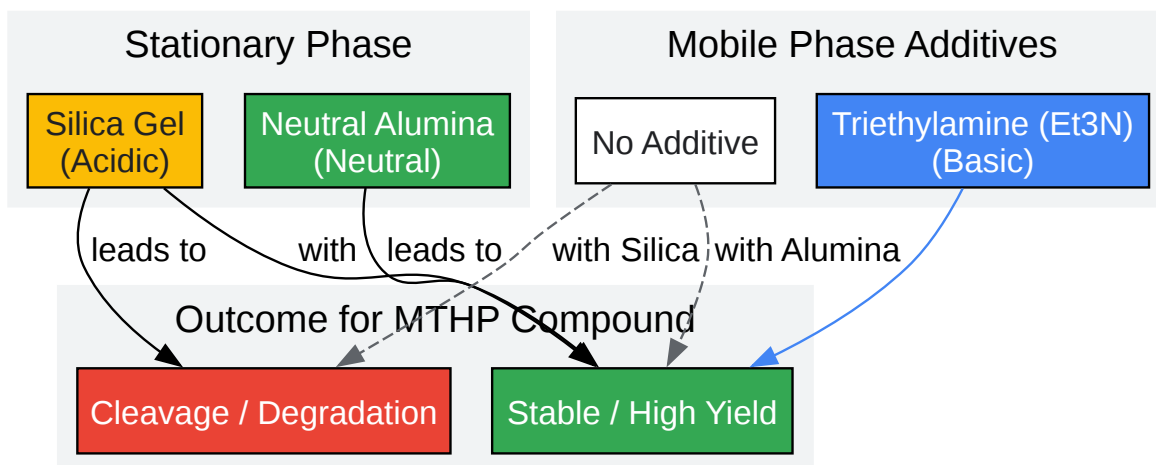 Stationary Phase
Mobile Phase Additives
Silica Gel
(Acidic)
Neutral Alumina
(Neutral)
No Additive
Triethylamine (Et3N)
(Basic)
leads to
with
leads to
with Silica
with Alumina
Outcome for MTHP Compound
Cleavage / Degradation
Stable / High Yield